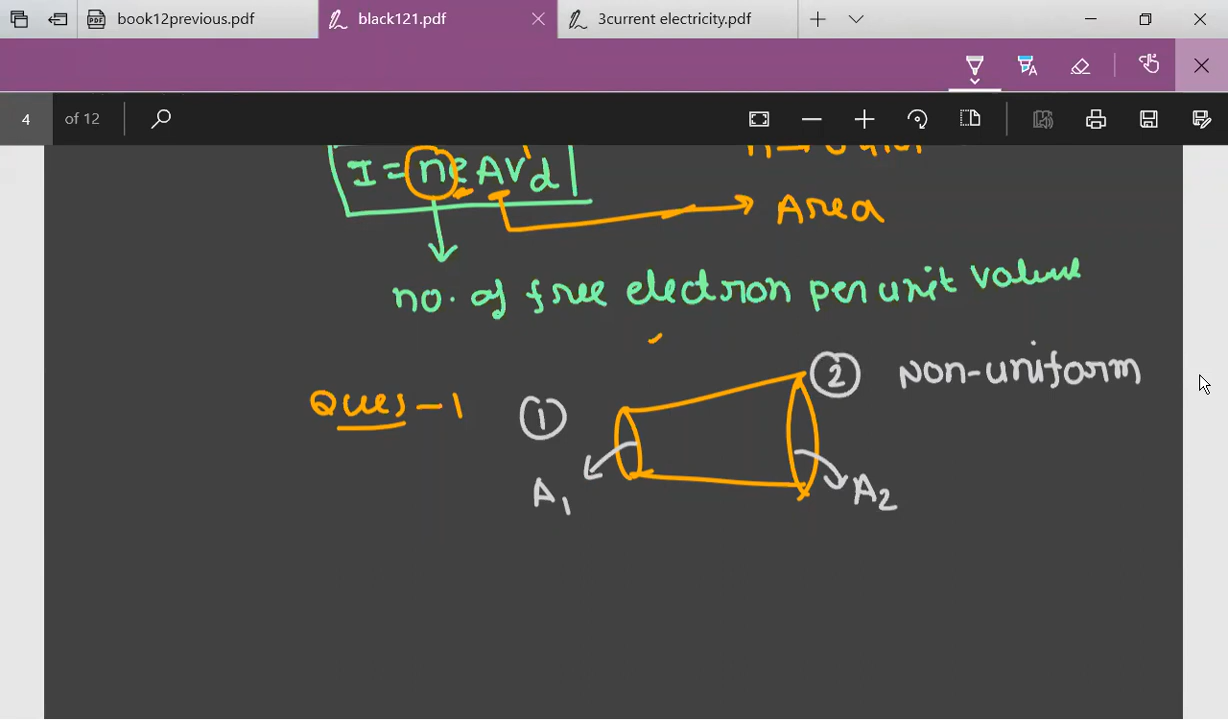 book12previous.pdf
black121.pdf
3current electricity.pdf
4 of 12
I = neAvd
Area
no. of free electron per unit
Ques-1
1
2
Non-uniform
A1
A2